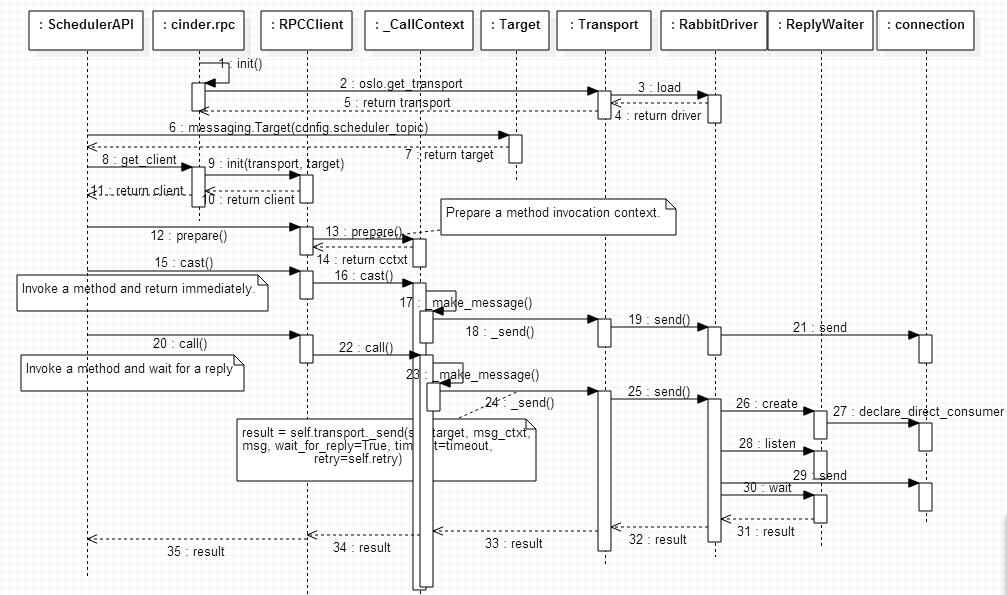 : SchedulerAPI
: cinder.rpc
: RPCClient
: _CallContext
: Target
: Transport
: RabbitDriver
: ReplyWaiter
: connection
1 : init()
2 : oslo.get_transport
3 : load
5 : return transport
4 : return driver
6 : messaging.Target(config.scheduler_topic)
7 : return target
8 : get_client
9 : init(transport, target)
11 : return client
10 : return client
Prepare a method invocation context.
12 : prepare()
13 : prepare()
14 : return cctxt
15 : cast()
16 : cast()
Invoke a method and return immediately.
17 : _make_message()
18 : _send()
19 : send()
21 : send
20 : call()
22 : call()
Invoke a method and wait for a reply
23 : _make_message()
24 : _send()
25 : send()
26 : create
27 : declare_direct_consumer
result = self.transport._send( target, msg_ctxt,
msg, wait_for_reply=True, =timeout,
retry=self.retry)
28 : listen
29 : send
30 : wait
31 : result
32 : result
33 : result
34 : result
35 : result